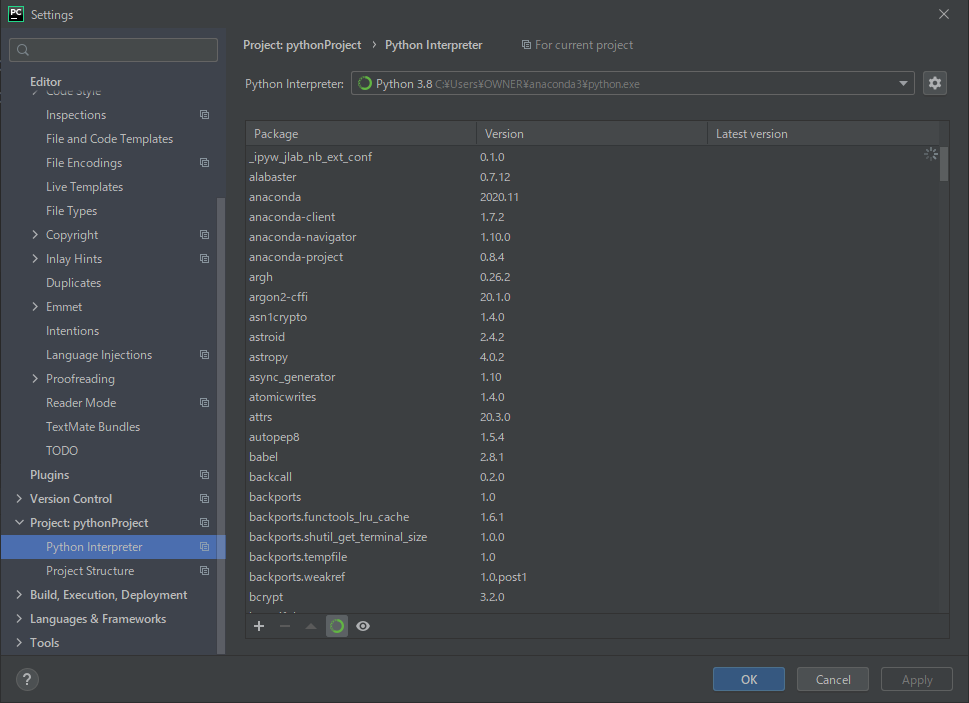 PC Settings
Editor
Code Style
Inspections
File and Code Templates
File Encodings
Live Templates
File Types
Copyright
Inlay Hints
Duplicates
Emmet
Intentions
Language Injections
Proofreading
Reader Mode
TextMate Bundles
TODO
Plugins
Version Control
Project: pythonProject
Python Interpreter
Project Structure
Build, Execution, Deployment
Languages & Frameworks
Tools
Project: pythonProject › Python Interpreter For current project
Python Interpreter: Python 3.8 C:¥Users¥OWNER¥anaconda3¥python.exe
Package Version Latest version
_ipyw_jlab_nb_ext_conf 0.1.0
alabaster 0.7.12
anaconda 2020.11
anaconda-client 1.7.2
anaconda-navigator 1.10.0
anaconda-project 0.8.4
argh 0.26.2
argon2-cffi 20.1.0
asn1crypto 1.4.0
astroid 2.4.2
astropy 4.0.2
async_generator 1.10
atomicwrites 1.4.0
attrs 20.3.0
autopep8 1.5.4
babel 2.8.1
backcall 0.2.0
backports 1.0
backports.functools_lru_cache 1.6.1
backports.shutil_get_terminal_size 1.0.0
backports.tempfile 1.0
backports.weakref 1.0.post1
bcrypt 3.2.0
? OK Cancel Apply